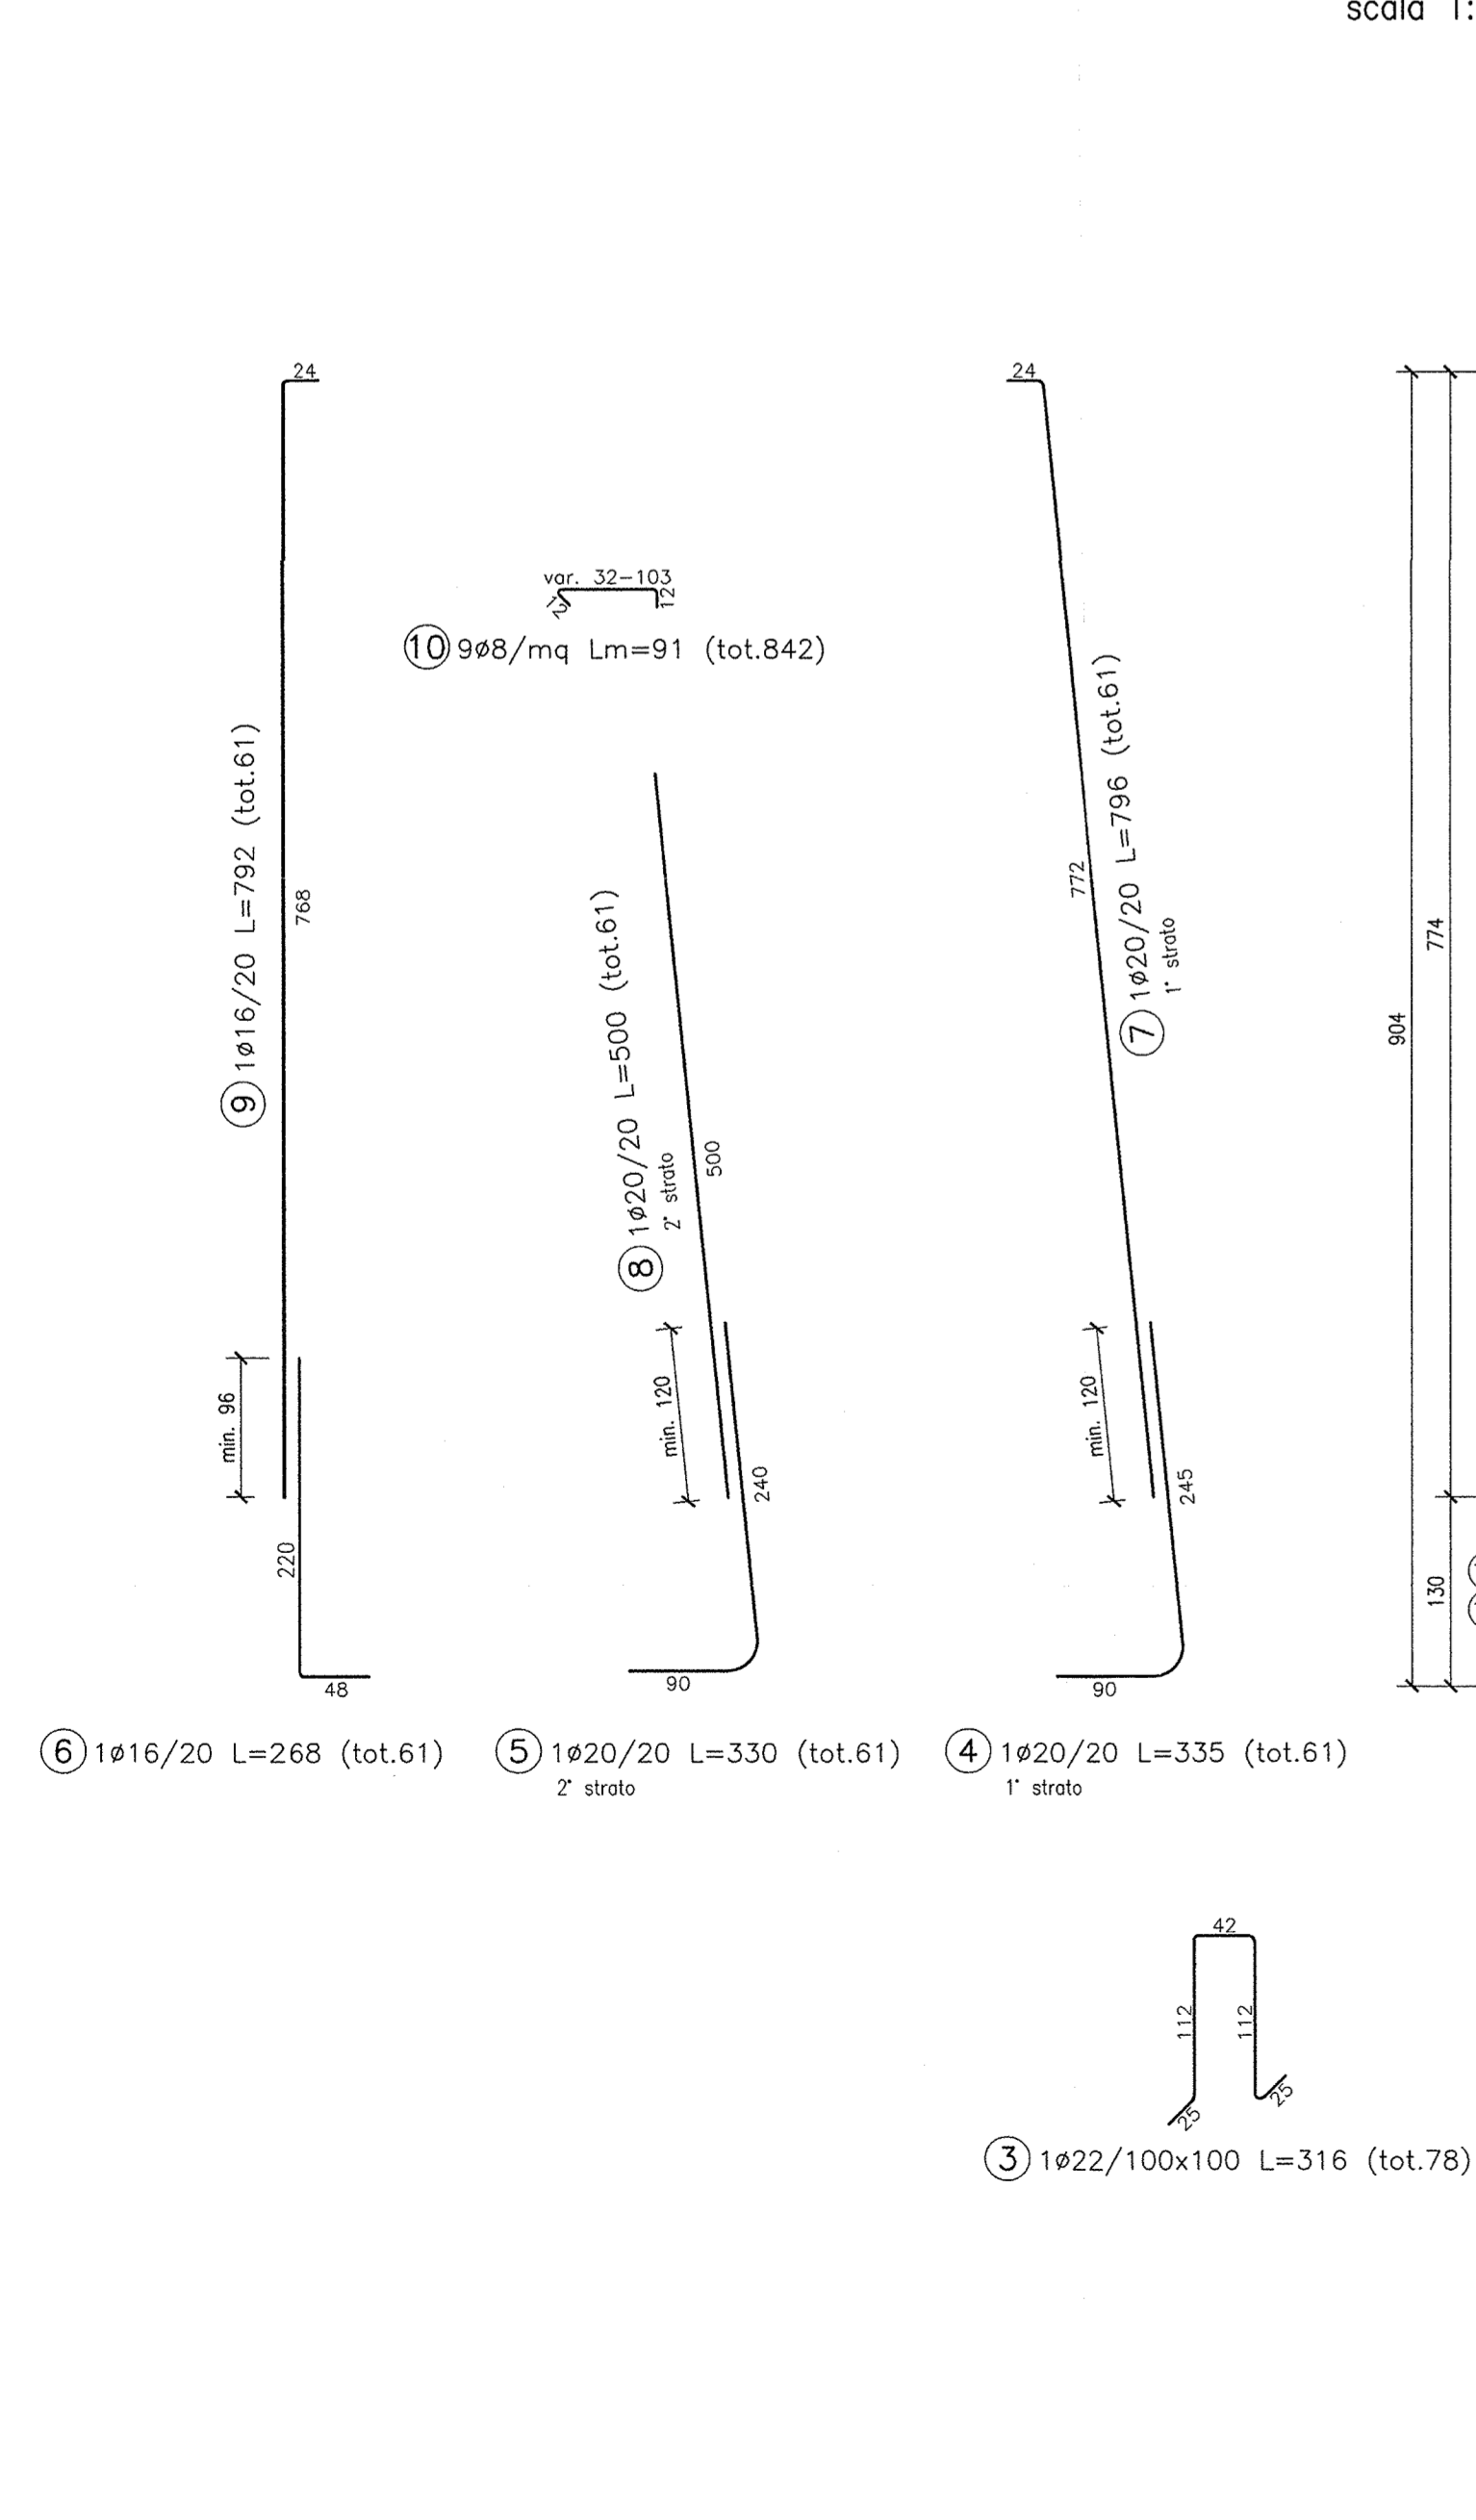 scala 1:
24
24
var. 32-103
12
12
10 9ø8/mq Lm=91 (tot.842)
9 1ø16/20 L=792 (tot.61)
768
8 1ø20/20 L=500 (tot.61)
2° strato
500
772
7 1ø20/20 L=796 (tot.61)
1° strato
904
774
130
min. 96
220
48
min. 120
240
90
min. 120
245
90
6 1ø16/20 L=268 (tot.61)
5 1ø20/20 L=330 (tot.61)
2° strato
4 1ø20/20 L=335 (tot.61)
1° strato
42
112
112
25
25
3 1ø22/100x100 L=316 (tot.78)